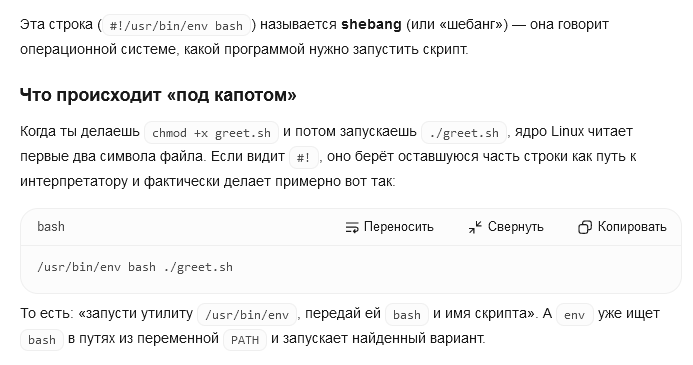 Эта строка ( #!/usr/bin/env bash ) называется shebang (или «шебанг») — она говорит
операционной системе, какой программой нужно запустить скрипт.
Что происходит «под капотом»
Когда ты делаешь chmod +x greet.sh и потом запускаешь ./greet.sh , ядро Linux читает
первые два символа файла. Если видит #! , оно берёт оставшуюся часть строки как путь к
интерпретатору и фактически делает примерно вот так:
bash Переносить Свернуть Копировать
/usr/bin/env bash ./greet.sh
То есть: «запусти утилиту /usr/bin/env , передай ей bash и имя скрипта». А env уже ищет
bash в путях из переменной PATH и запускает найденный вариант.